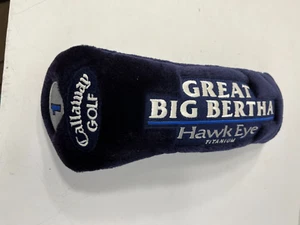 1
Callaway
GOLF
GREAT
BIG BERTHA
Hawk Eye
TITANIUM